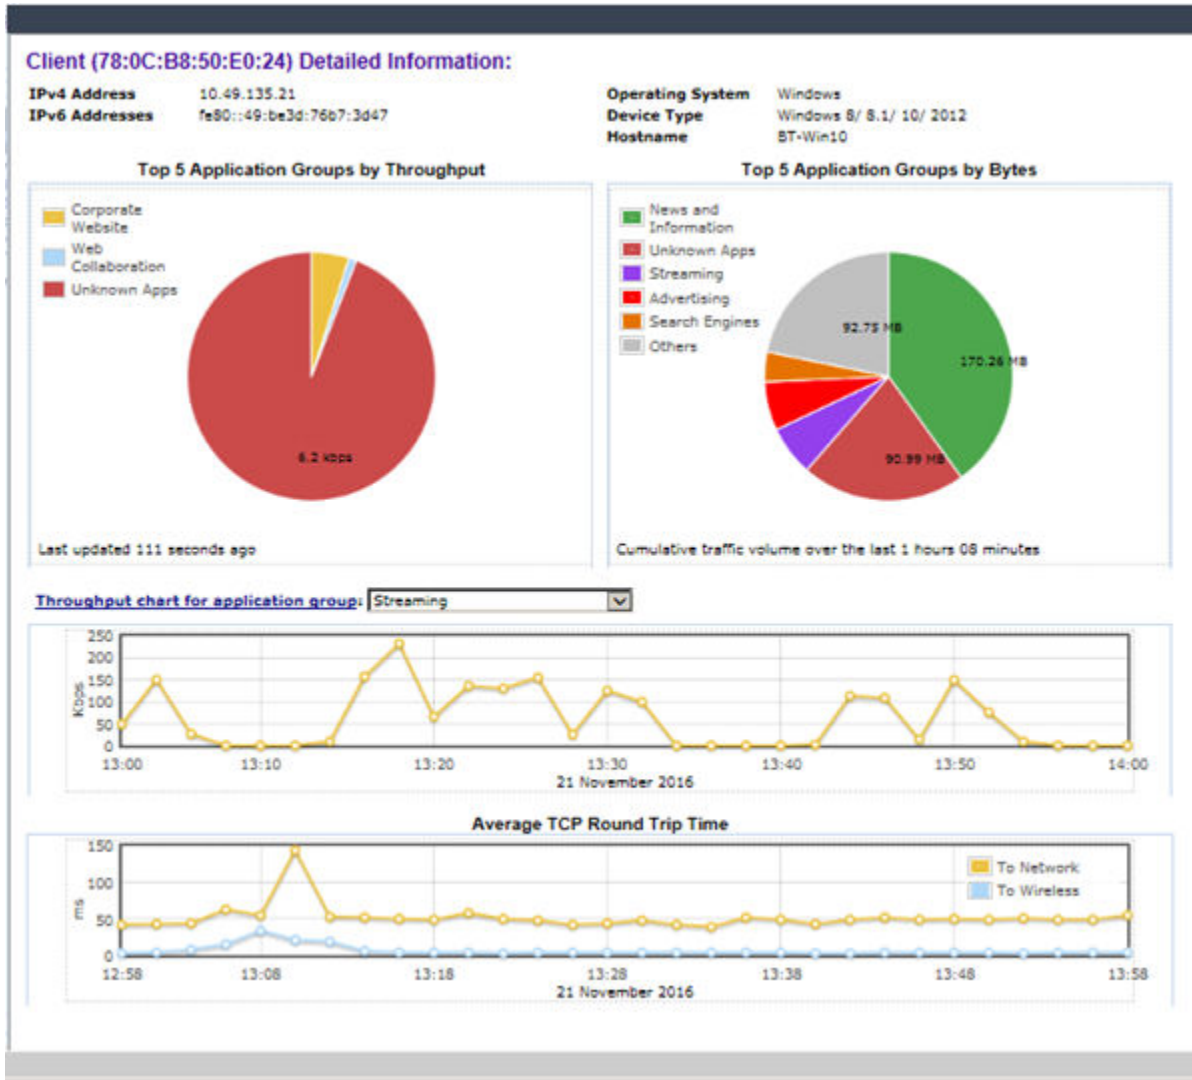 Client (78:0C:B8:50:E0:24) Detailed Information:
IPv4 Address 10.49.135.21
IPv6 Addresses fe80::49:be3d:76b7:3d47
Operating System Windows
Device Type Windows 8/ 8.1/ 10/ 2012
Hostname BT-Win10
Top 5 Application Groups by Throughput
Corporate
Website
Web
Collaboration
Unknown Apps
6.2 kbps
Last updated 111 seconds ago
Top 5 Application Groups by Bytes
News and
Information
Unknown Apps
Streaming
Advertising
Search Engines
Others
92.75 MB
170.26 MB
90.99 MB
Cumulative traffic volume over the last 1 hours 08 minutes
Throughput chart for application group: Streaming
Kbps
250
200
150
100
50
0
13:00 13:10 13:20 13:30 13:40 13:50 14:00
21 November 2016
Average TCP Round Trip Time
ms
150
100
50
0
To Network
To Wireless
12:58 13:08 13:18 13:28 13:38 13:48 13:58
21 November 2016